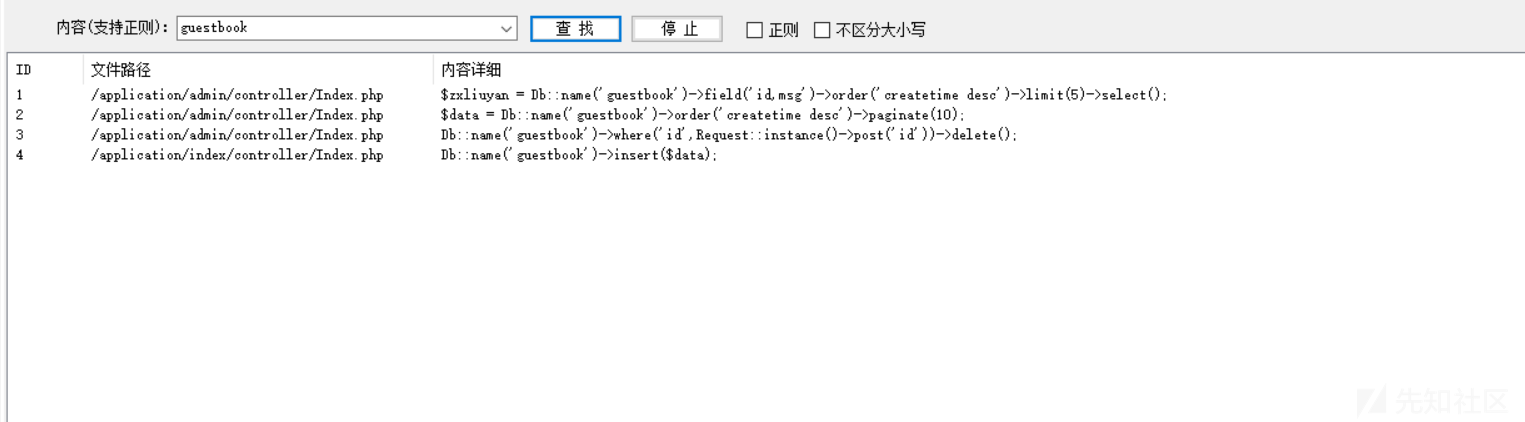 内容(支持正则): guestbook 查 找 停 止 正则 不区分大小写
ID 文件路径 内容详细
1 /application/admin/controller/Index.php $zxliuyan = Db::name('guestbook')->field('id,msg')->order('createtime desc')->limit(5)->select();
2 /application/admin/controller/Index.php $data = Db::name('guestbook')->order('createtime desc')->paginate(10);
3 /application/admin/controller/Index.php Db::name('guestbook')->where('id',Request::instance()->post('id'))->delete();
4 /application/index/controller/Index.php Db::name('guestbook')->insert($data);
先知社区